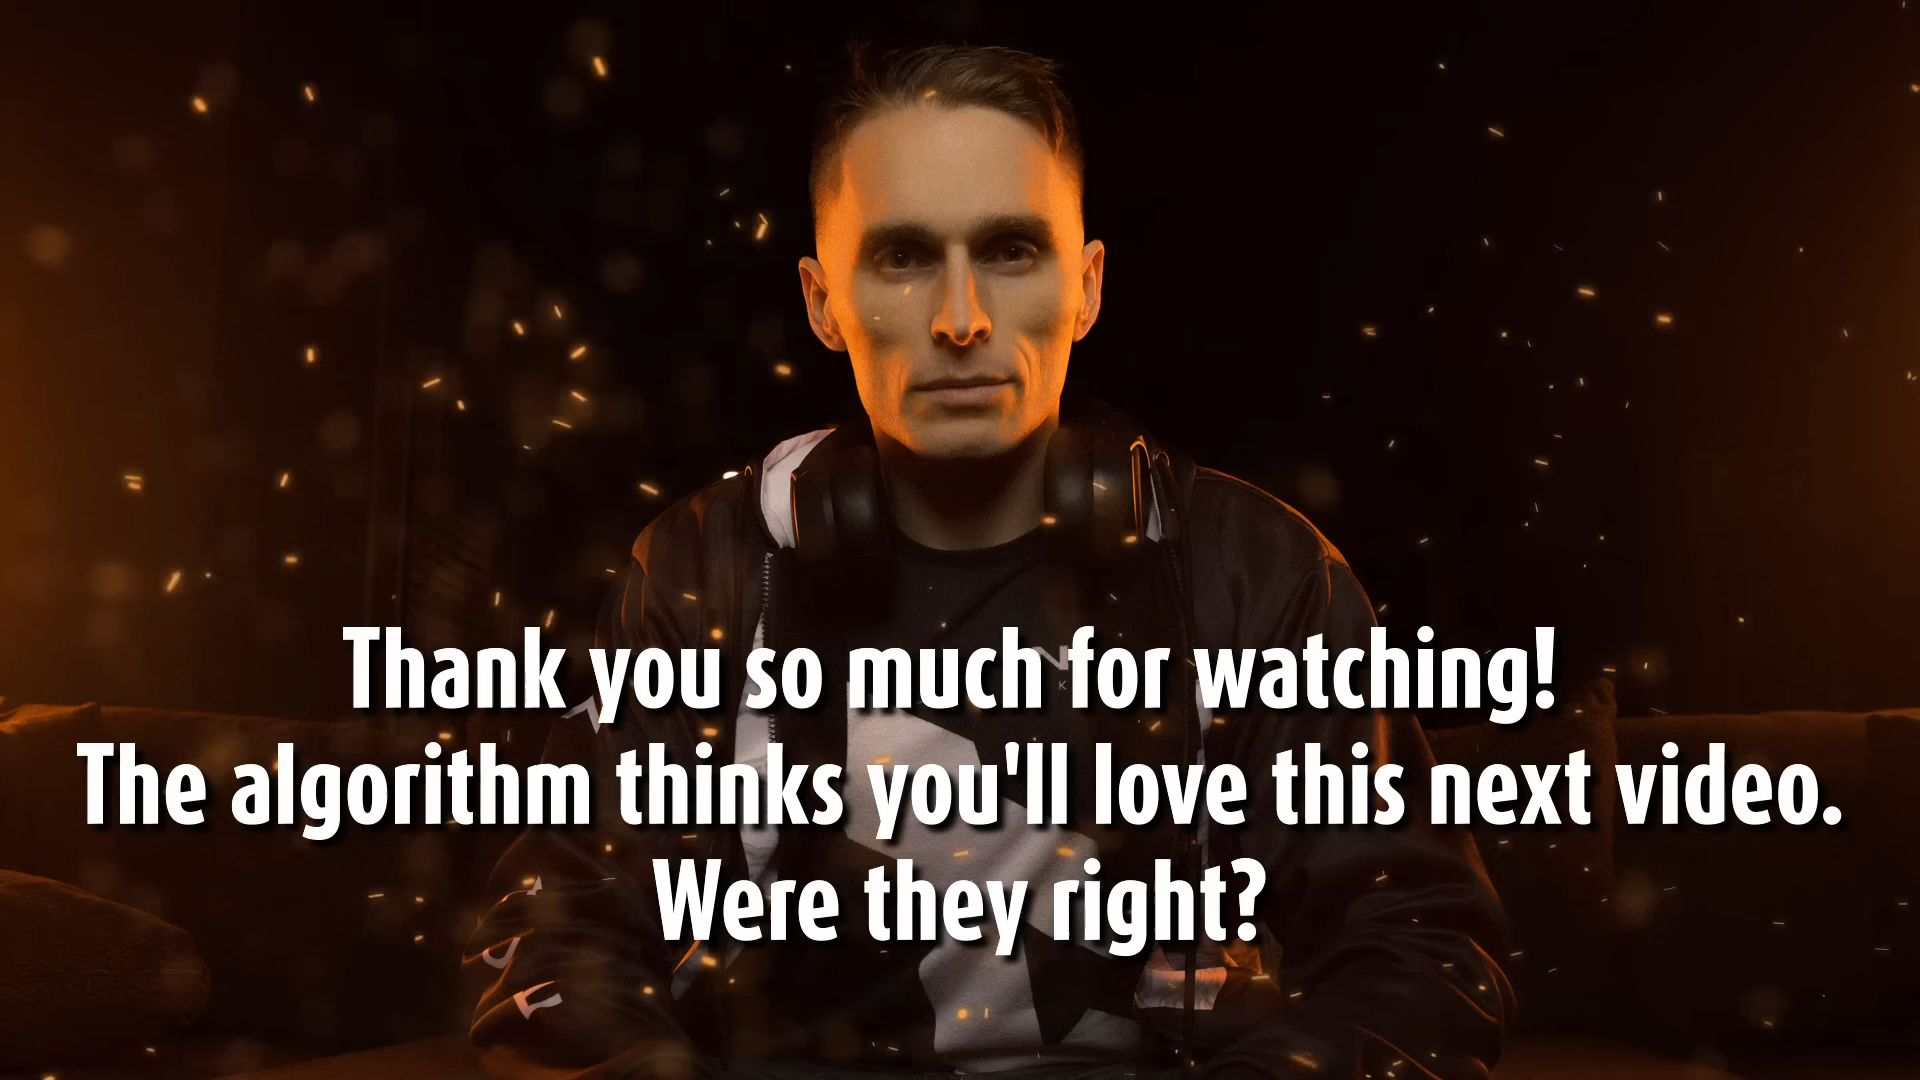 Thank you so much for watching!
The algorithm thinks you'll love this next video.
Were they right?